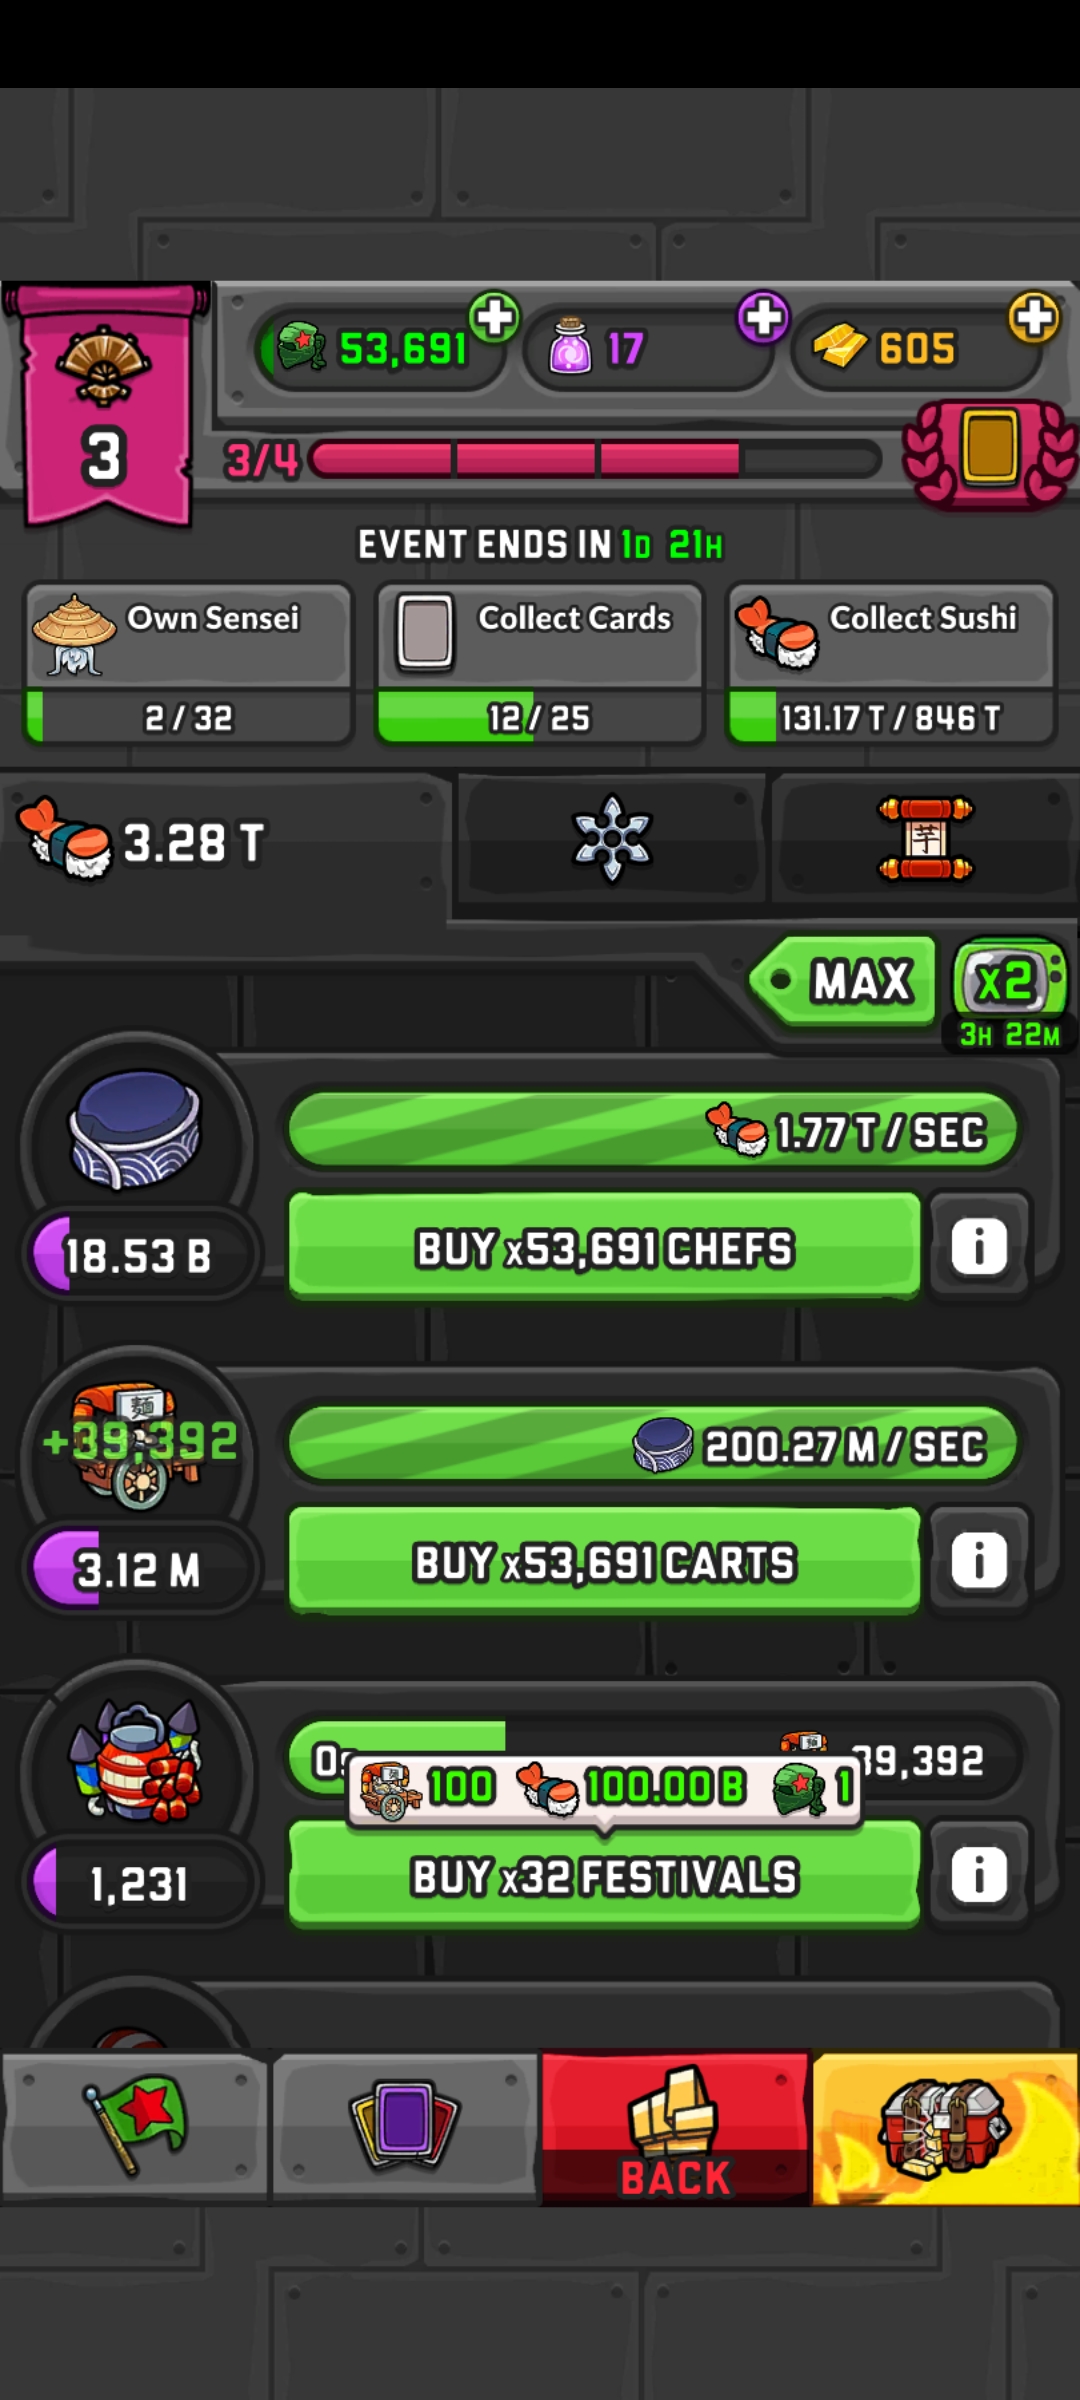 53,691
17
605
3
3/4
EVENT ENDS IN 1D 21H
Own Sensei
2 / 32
Collect Cards
12 / 25
Collect Sushi
131.17 T / 846 T
3.28 T
芋
MAX
x2
3H 22M
1.77 T / SEC
18.53 B
BUY x53,691 CHEFS
i
麺
+39,392
200.27 M / SEC
3.12 M
BUY x53,691 CARTS
i
39,392
100
100.00 B
1
1,231
BUY x32 FESTIVALS
i
BACK